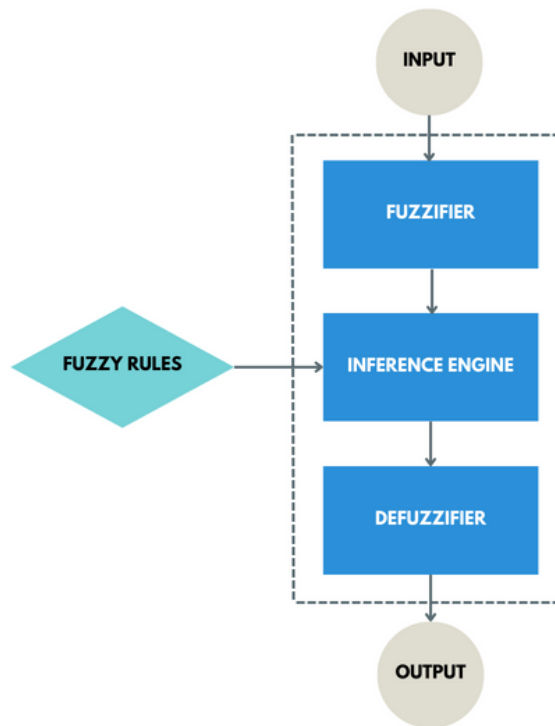 INPUT
FUZZIFIER
FUZZY RULES
INFERENCE ENGINE
DEFUZZIFIER
OUTPUT